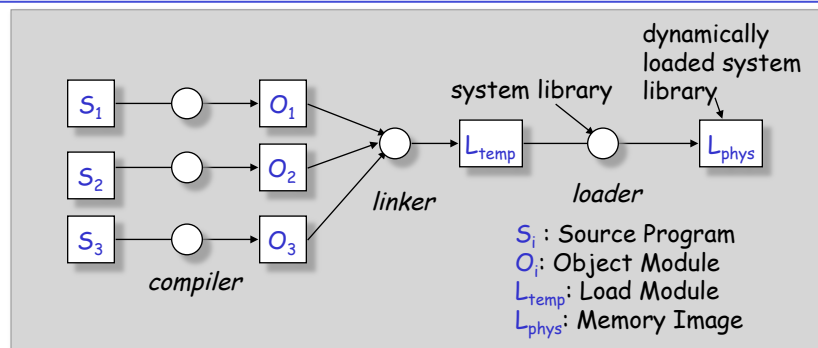 dynamically
loaded system
library
system library
S1
O1
S2
O2
Ltemp
Lphys
linker
loader
S3
O3
compiler
Si : Source Program
Oi: Object Module
Ltemp: Load Module
Lphys: Memory Image